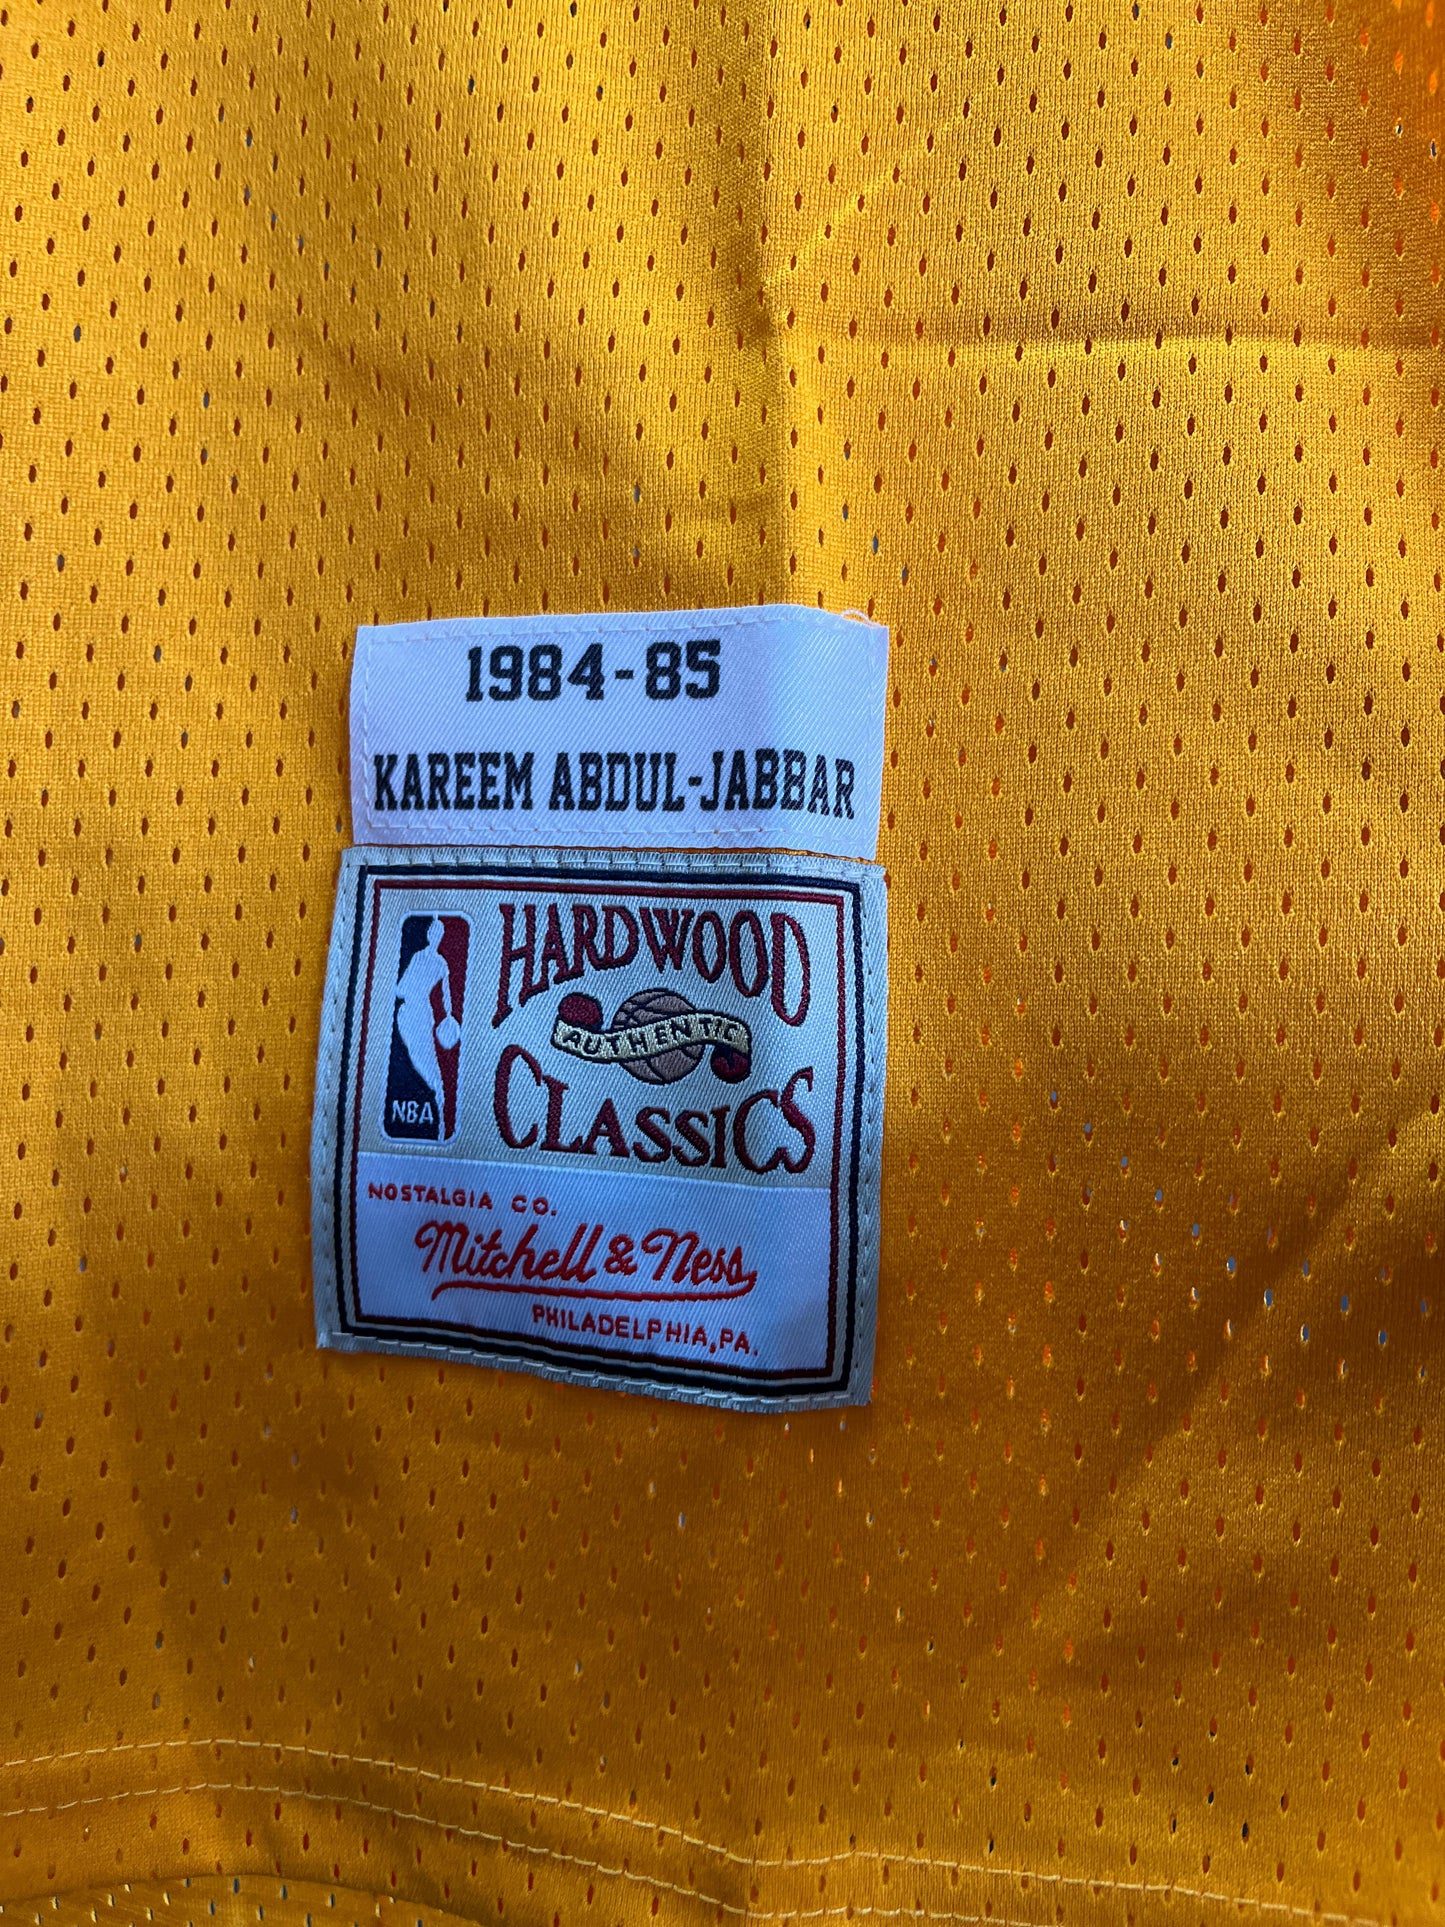 1984-85
KAREEM ABDUL-JABBAR
HARDWOOD
AUTHENTIC
CLASSICS
NBA
NOSTALGIA CO.
Mitchell & Ness
PHILADELPHIA, PA.